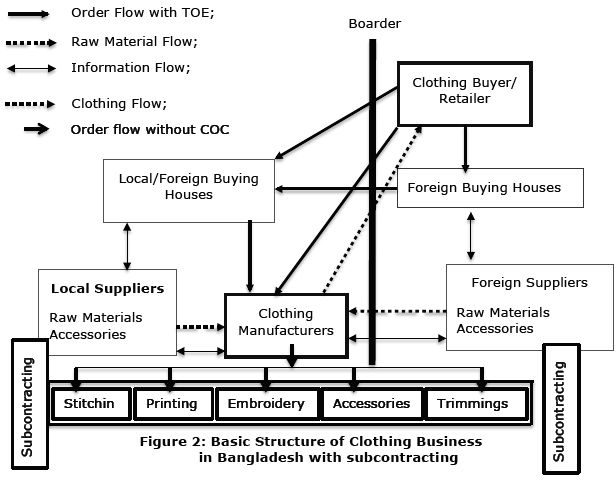 Order Flow with TOE;
Raw Material Flow;
Information Flow;
Clothing Flow;
Order flow without COC
Boarder
Clothing Buyer/
Retailer
Local/Foreign Buying
Houses
Foreign Buying Houses
Local Suppliers
Raw Materials
Accessories
Clothing
Manufacturers
Foreign Suppliers
Raw Materials
Accessories
Subcontracting
Stitchin
Printing
Embroidery
Accessories
Trimmings
Subcontracting
Figure 2: Basic Structure of Clothing Business
in Bangladesh with subcontracting